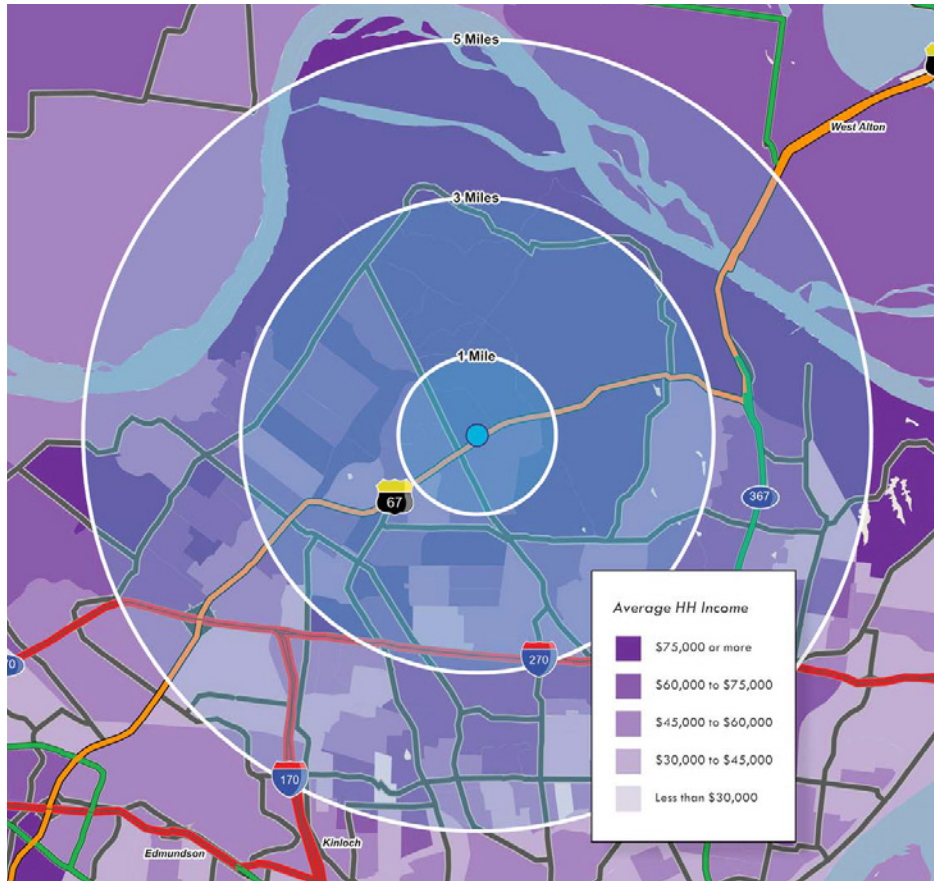 5 Miles
West Alton
3 Miles
1 Mile
67
367
270
170
Edmundson
Kinloch
Average HH Income
$75,000 or more
$60,000 to $75,000
$45,000 to $60,000
$30,000 to $45,000
Less than $30,000